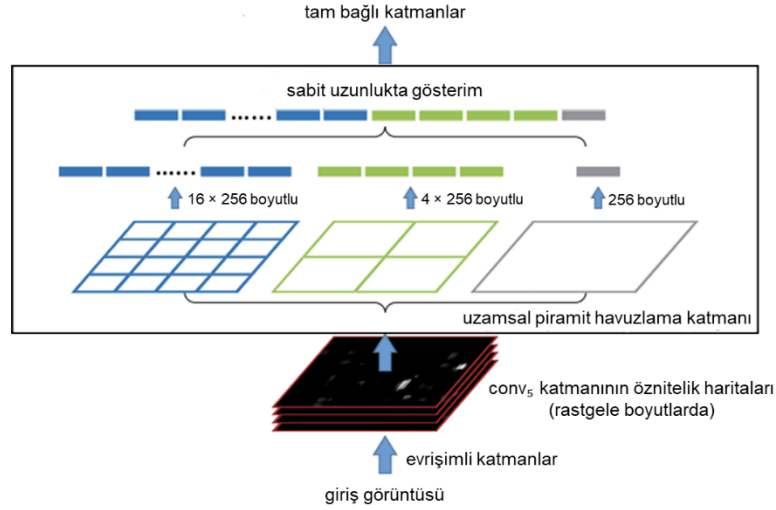 tam bağlı katmanlar
sabit uzunlukta gösterim
16 × 256 boyutlu
4 × 256 boyutlu
256 boyutlu
uzamsal piramit havuzlama katmanı
conv₅ katmanının öznitelik haritaları
(rastgele boyutlarda)
evrişimli katmanlar
giriş görüntüsü